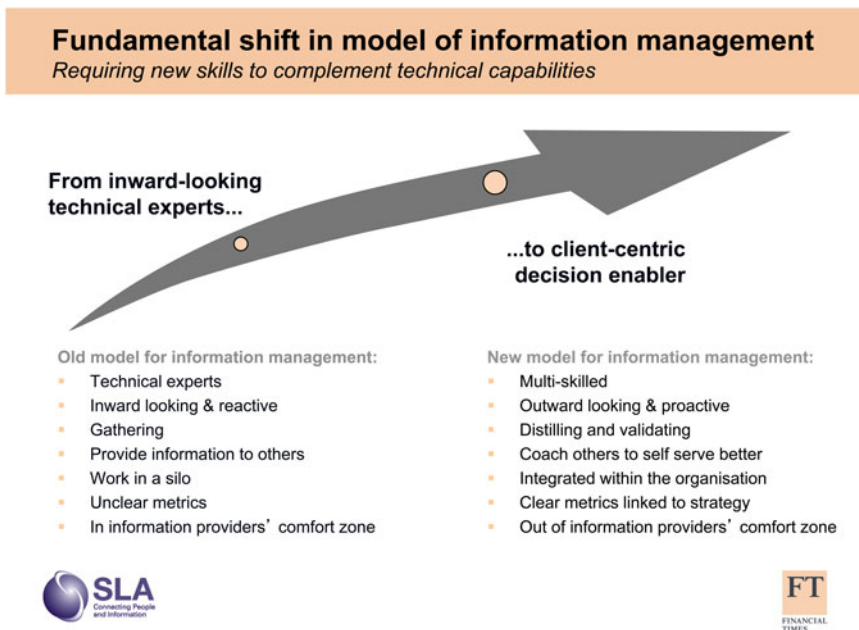 Fundamental shift in model of information management
Requiring new skills to complement technical capabilities
From inward-looking
technical experts...
...to client-centric
decision enabler
Old model for information management:
Technical experts
Inward looking & reactive
Gathering
Provide information to others
Work in a silo
Unclear metrics
In information providers’ comfort zone
New model for information management:
Multi-skilled
Outward looking & proactive
Distilling and validating
Coach others to self serve better
Integrated within the organisation
Clear metrics linked to strategy
Out of information providers’ comfort zone
SLA
Connecting People
and Information
FT
FINANCIAL
TIMES